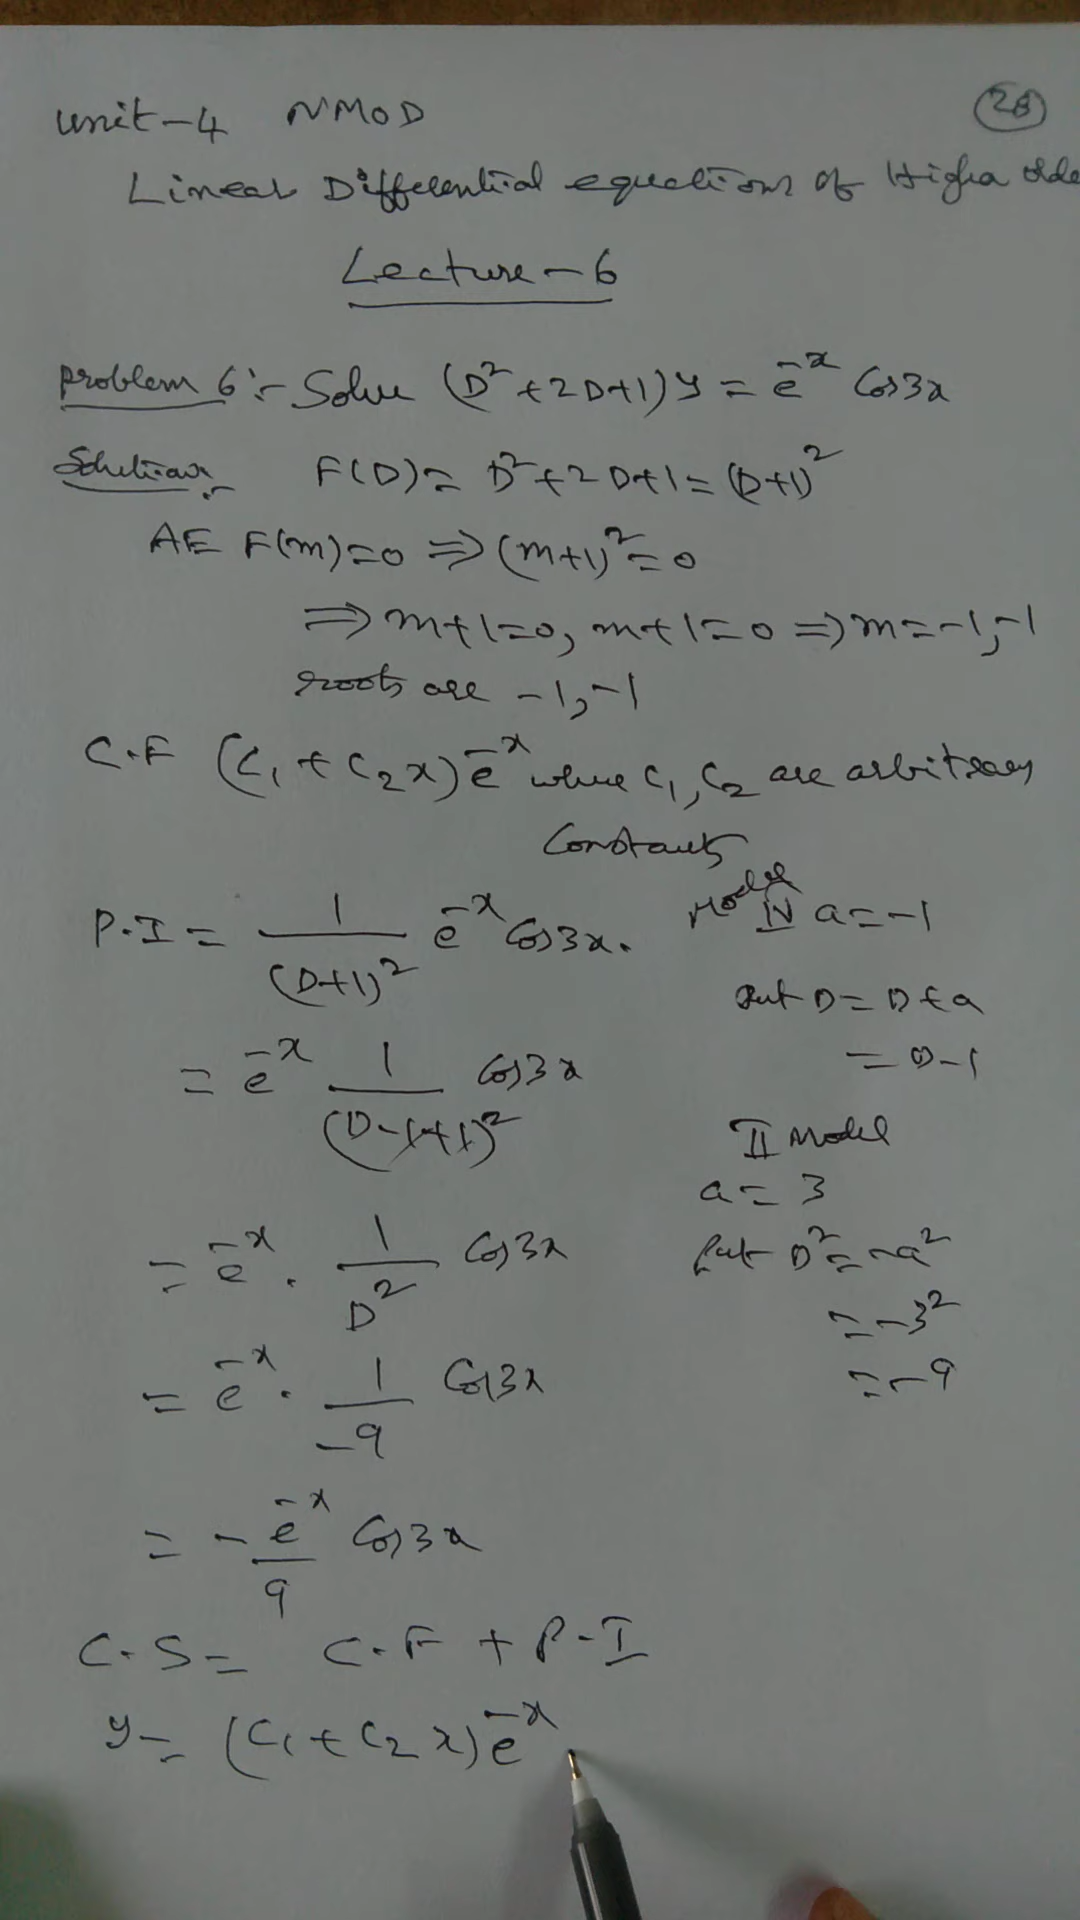 Unit-4 NMOD 28
Linear Differential equations of Higher orde
Lecture-6
Problem 6:- Solve (D²+2D+1)y = e⁻ˣ Cos3x
Solution:- F(D) = D²+2D+1 = (D+1)²
AE F(m)=0 ⇒ (m+1)²=0
⇒ m+1=0, m+1=0 ⇒ m=-1,-1
roots are -1,-1
C.F (C₁+C₂x)e⁻ˣ where C₁,C₂ are arbitrary
Constants
P.I = 1/(D+1)² e⁻ˣ Cos3x. Model IV a=-1
Put D = D+a
= e⁻ˣ 1/(D-1+1)² Cos3x = D-1
II Model
a = 3
= e⁻ˣ . 1/D² Cos3x Put D² = -a²
= -3²
= e⁻ˣ . 1/-9 Cos3x = -9
= -e⁻ˣ/9 Cos3x
C.S = C.F + P.I
y = (C₁+C₂x)e⁻ˣ